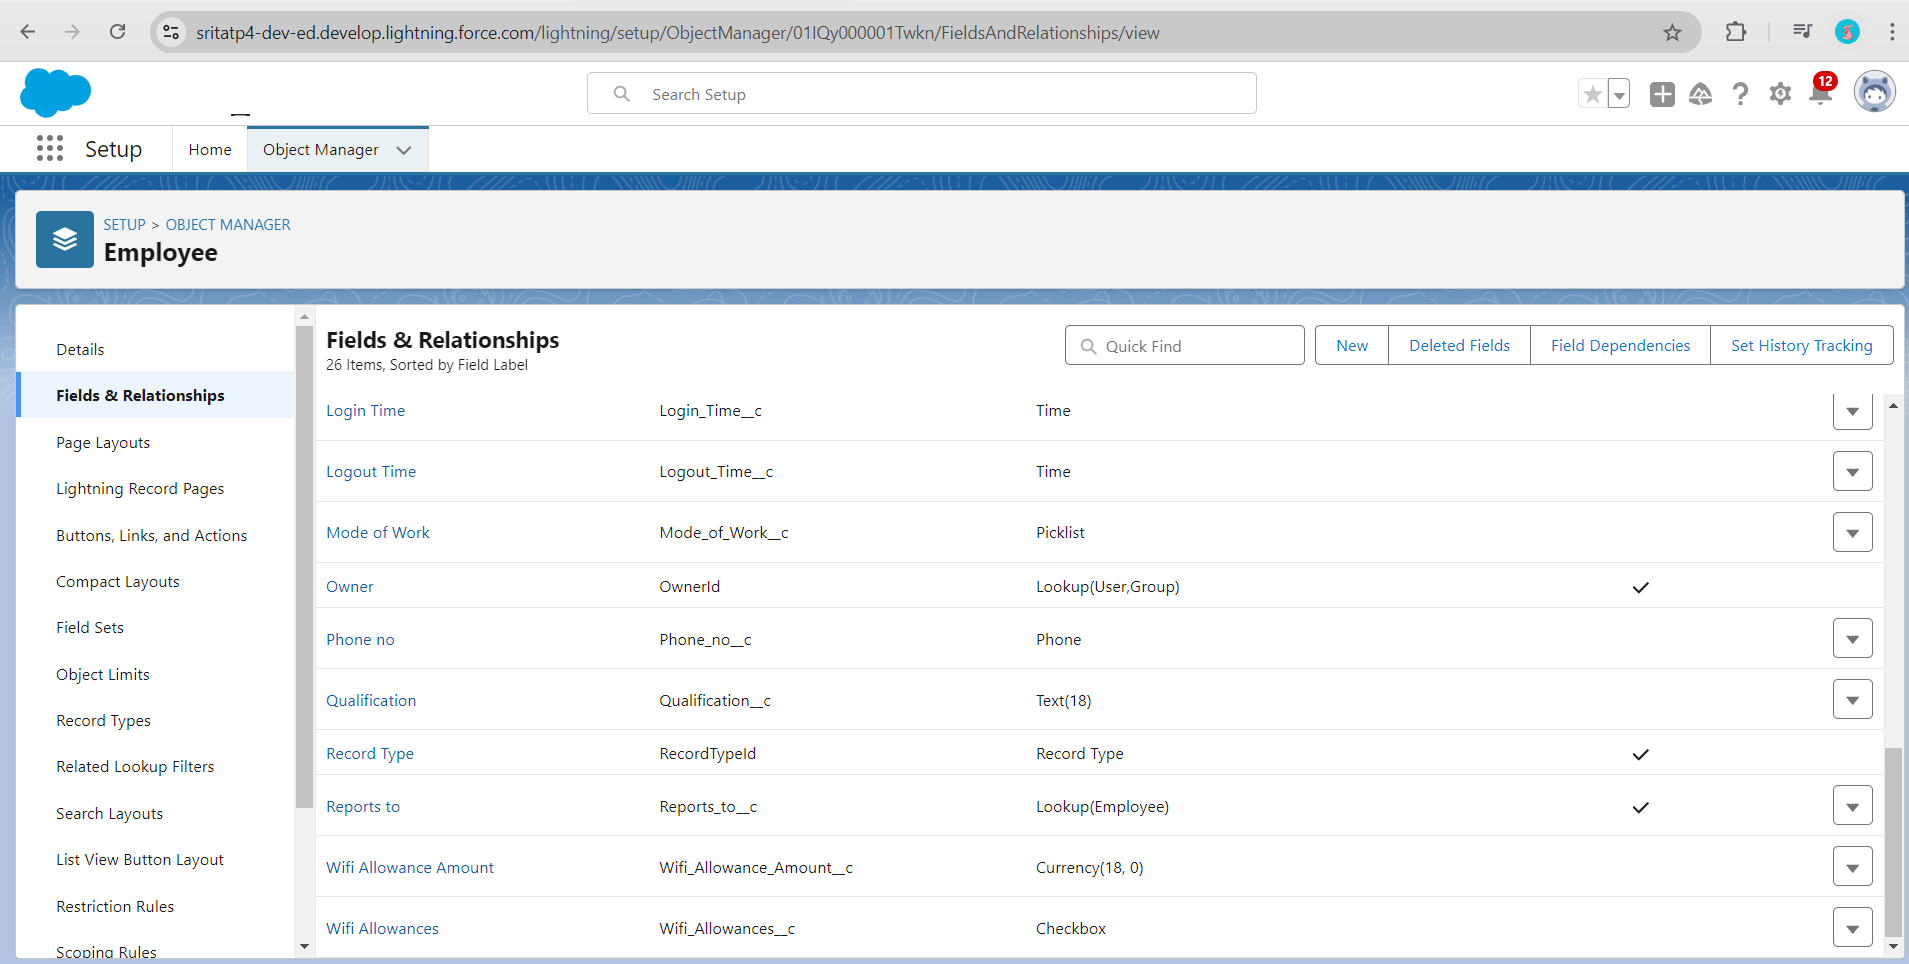 sritatp4-dev-ed.develop.lightning.force.com/lightning/setup/ObjectManager/01IQy000001Twkn/FieldsAndRelationships/view
Search Setup
12
Setup
Home
Object Manager
SETUP > OBJECT MANAGER
Employee
Details
Fields & Relationships
Page Layouts
Lightning Record Pages
Buttons, Links, and Actions
Compact Layouts
Field Sets
Object Limits
Record Types
Related Lookup Filters
Search Layouts
List View Button Layout
Restriction Rules
Scoping Rules
Fields & Relationships
26 Items, Sorted by Field Label
Quick Find
New
Deleted Fields
Field Dependencies
Set History Tracking
Login Time Login_Time__c Time
Logout Time Logout_Time__c Time
Mode of Work Mode_of_Work__c Picklist
Owner OwnerId Lookup(User,Group)
Phone no Phone_no__c Phone
Qualification Qualification__c Text(18)
Record Type RecordTypeId Record Type
Reports to Reports_to__c Lookup(Employee)
Wifi Allowance Amount Wifi_Allowance_Amount__c Currency(18, 0)
Wifi Allowances Wifi_Allowances__c Checkbox